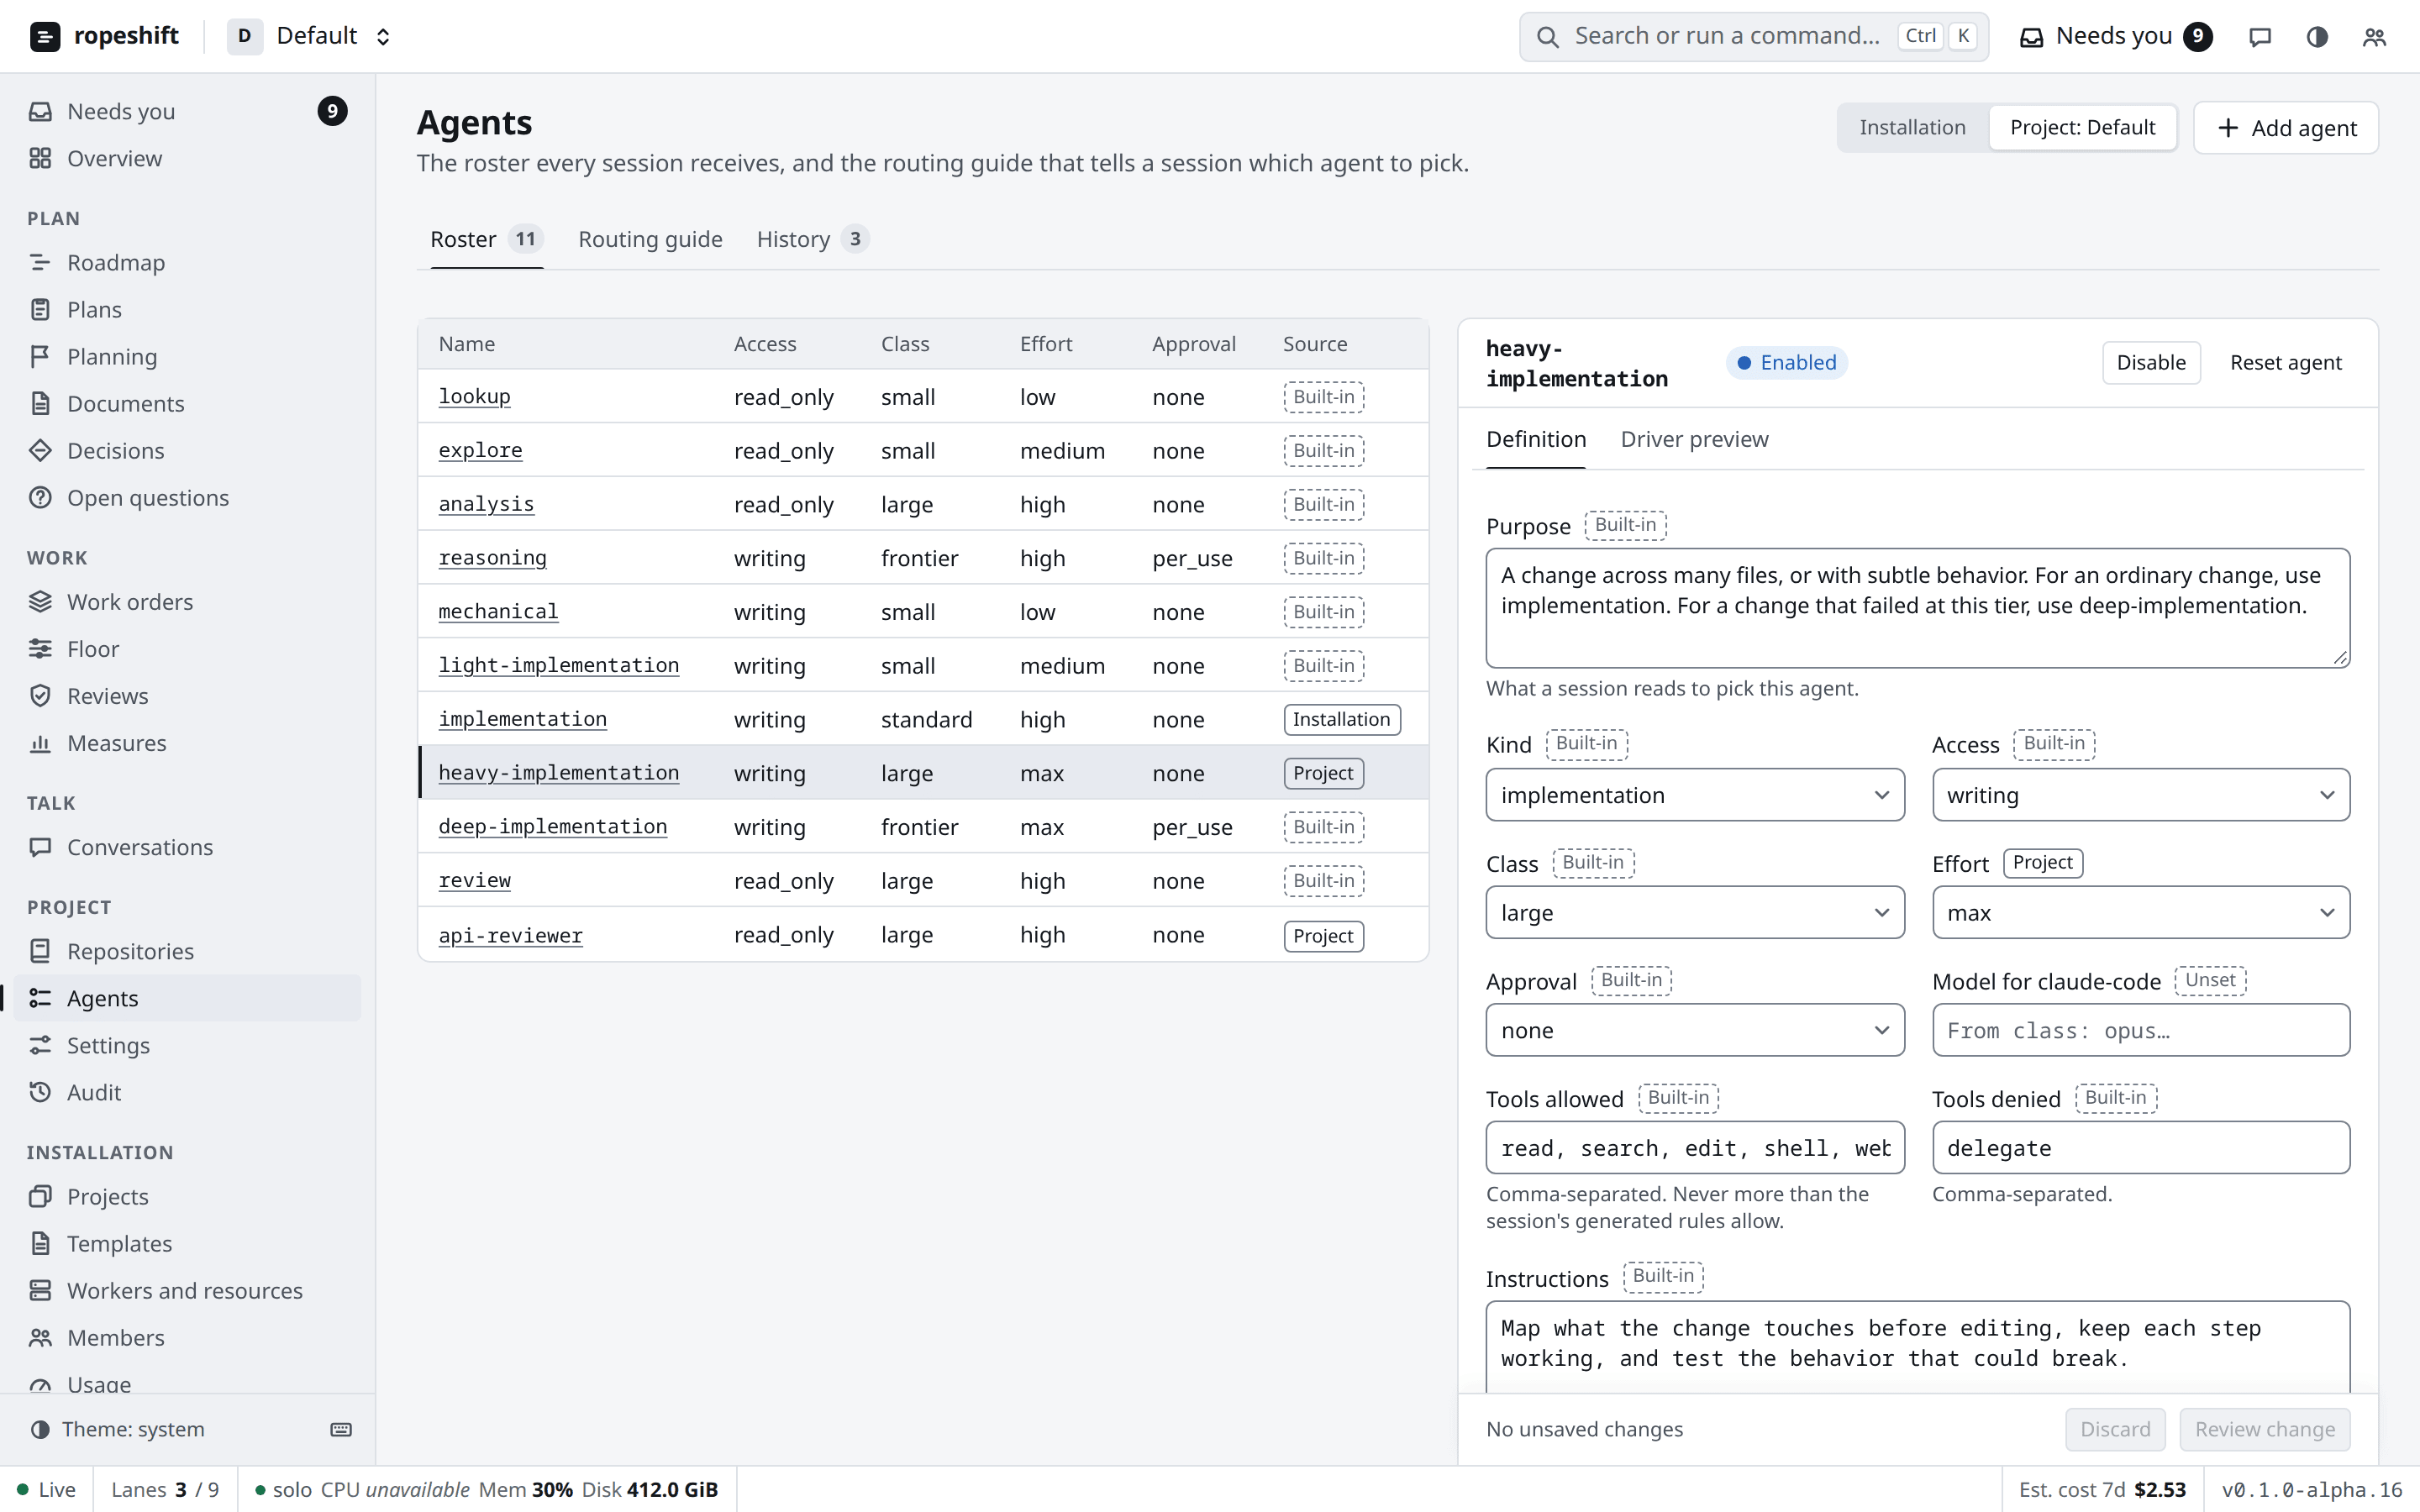 ropeshift
D Default
Search or run a command... Ctrl K
Needs you 9
Needs you 9
Overview
PLAN
Roadmap
Plans
Planning
Documents
Decisions
Open questions
WORK
Work orders
Floor
Reviews
Measures
TALK
Conversations
PROJECT
Repositories
Agents
Settings
Audit
INSTALLATION
Projects
Templates
Workers and resources
Members
Usage
Theme: system
Agents
The roster every session receives, and the routing guide that tells a session which agent to pick.
Installation Project: Default
Add agent
Roster 11 Routing guide History 3
Name Access Class Effort Approval Source
lookup read_only small low none Built-in
explore read_only small medium none Built-in
analysis read_only large high none Built-in
reasoning writing frontier high per_use Built-in
mechanical writing small low none Built-in
light-implementation writing small medium none Built-in
implementation writing standard high none Installation
heavy-implementation writing large max none Project
deep-implementation writing frontier max per_use Built-in
review read_only large high none Built-in
api-reviewer read_only large high none Project
heavy-
implementation
Enabled
Disable Reset agent
Definition Driver preview
Purpose Built-in
A change across many files, or with subtle behavior. For an ordinary change, use
implementation. For a change that failed at this tier, use deep-implementation.
What a session reads to pick this agent.
Kind Built-in Access Built-in
implementation writing
Class Built-in Effort Project
large max
Approval Built-in Model for claude-code Unset
none From class: opus…
Tools allowed Built-in Tools denied Built-in
read, search, edit, shell, web delegate
Comma-separated. Never more than the Comma-separated.
session's generated rules allow.
Instructions Built-in
Map what the change touches before editing, keep each step
working, and test the behavior that could break.
No unsaved changes Discard Review change
Live Lanes 3 / 9 solo CPU unavailable Mem 30% Disk 412.0 GiB Est. cost 7d $2.53 v0.1.0-alpha.16